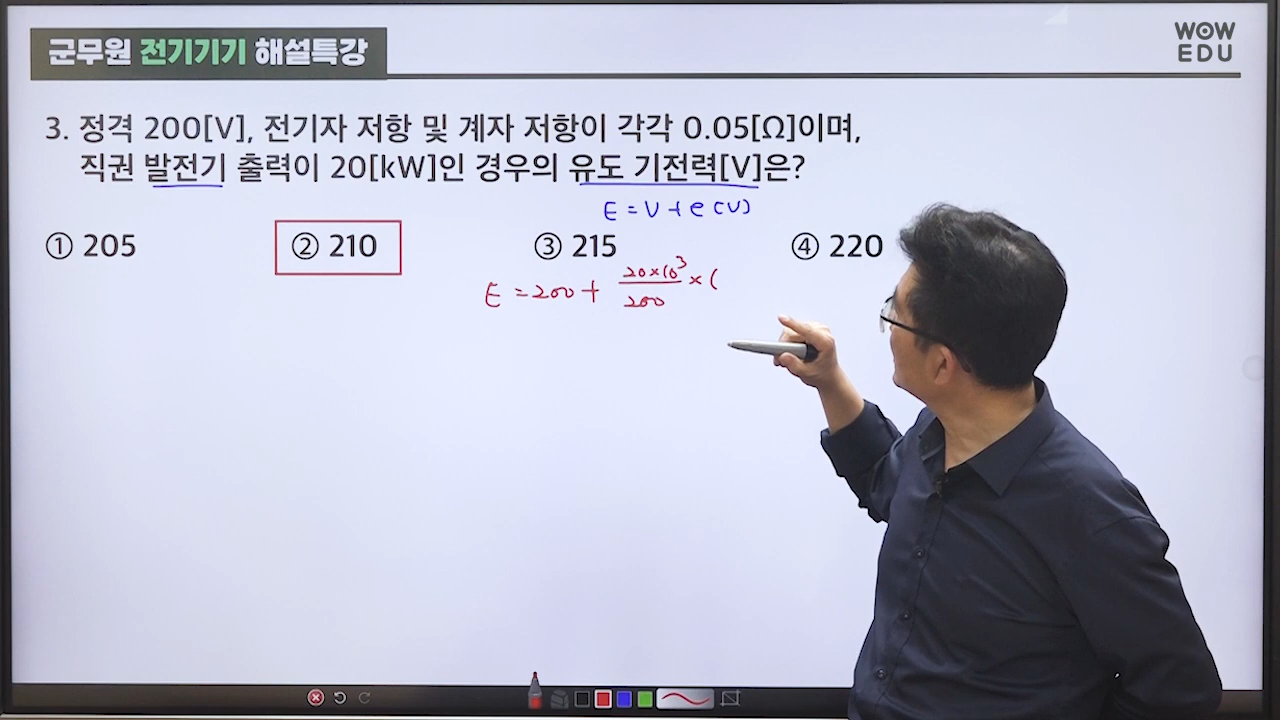 군무원 전기기기 해설특강
WOW
EDU
3. 정격 200[V], 전기자 저항 및 계자 저항이 각각 0.05[Ω]이며,
직권 발전기 출력이 20[kW]인 경우의 유도 기전력[V]은?
E = V + e (V)
① 205 ② 210 ③ 215 ④ 220
E = 200 + 20×10³/200 × (